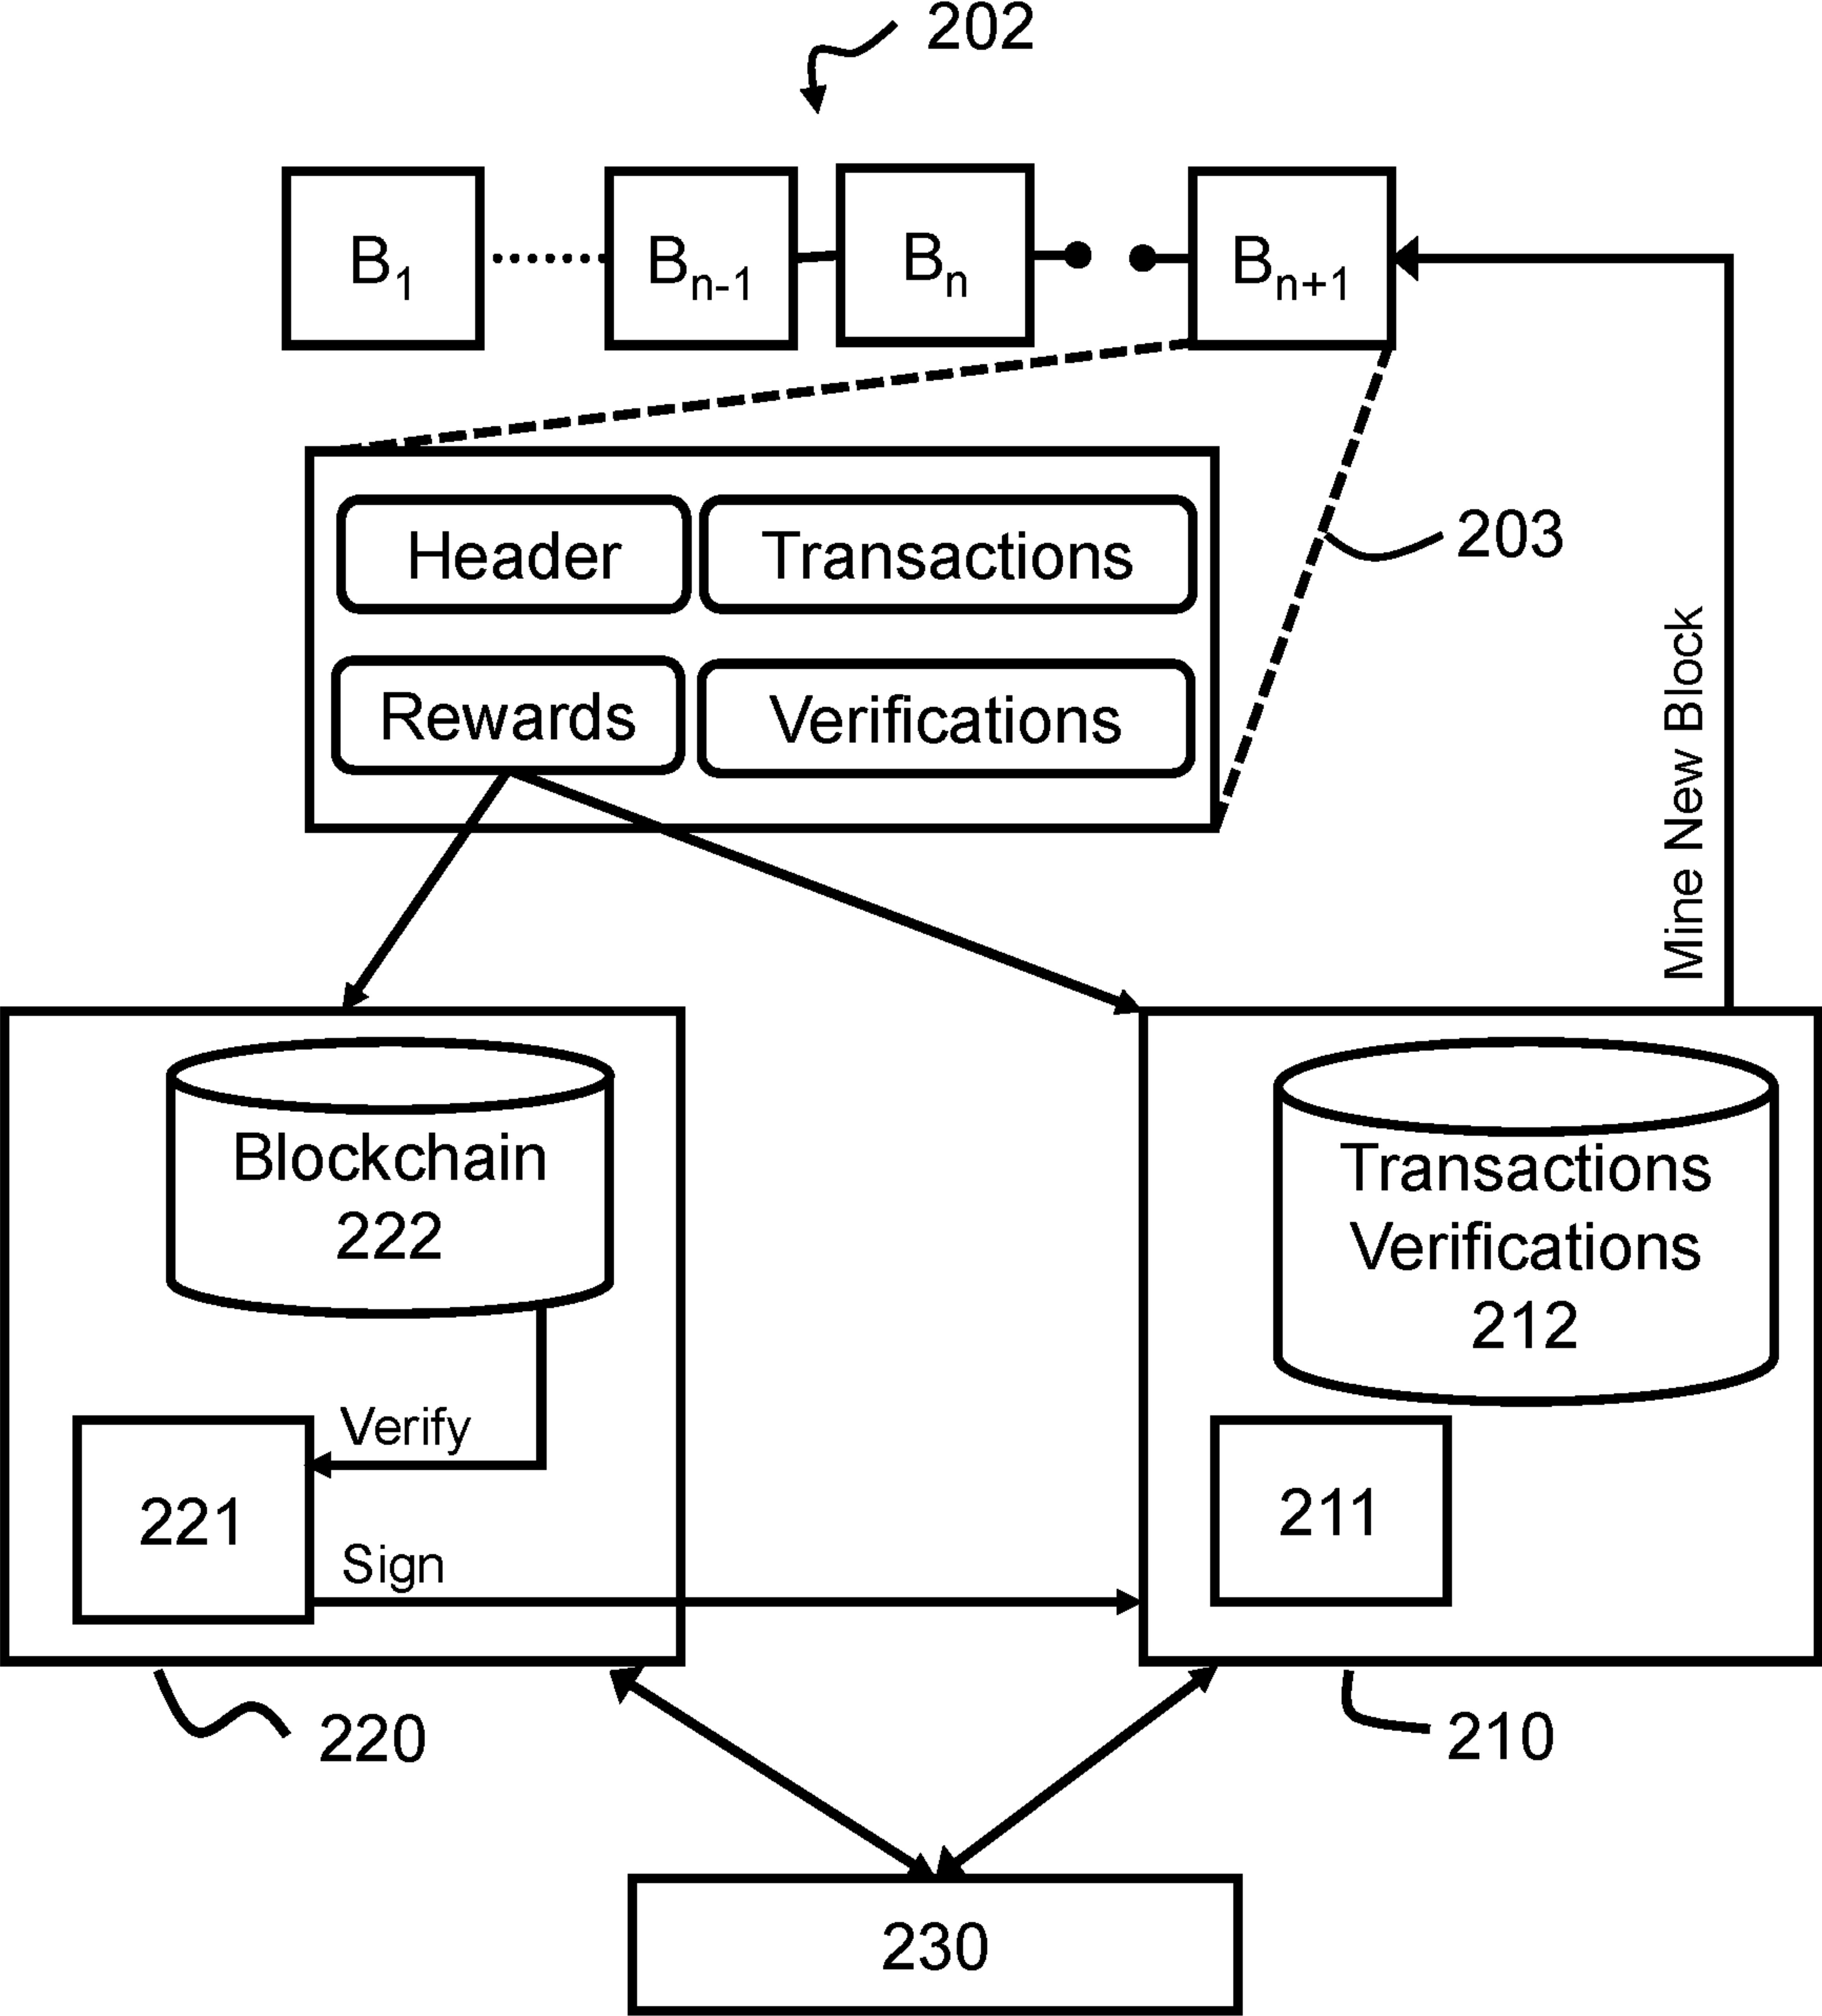 202
B1
Bn-1
Bn
Bn+1
Header
Transactions
203
Rewards
Verifications
Mine New Block
Blockchain
222
Transactions
Verifications
212
Verify
221
211
Sign
220
210
230